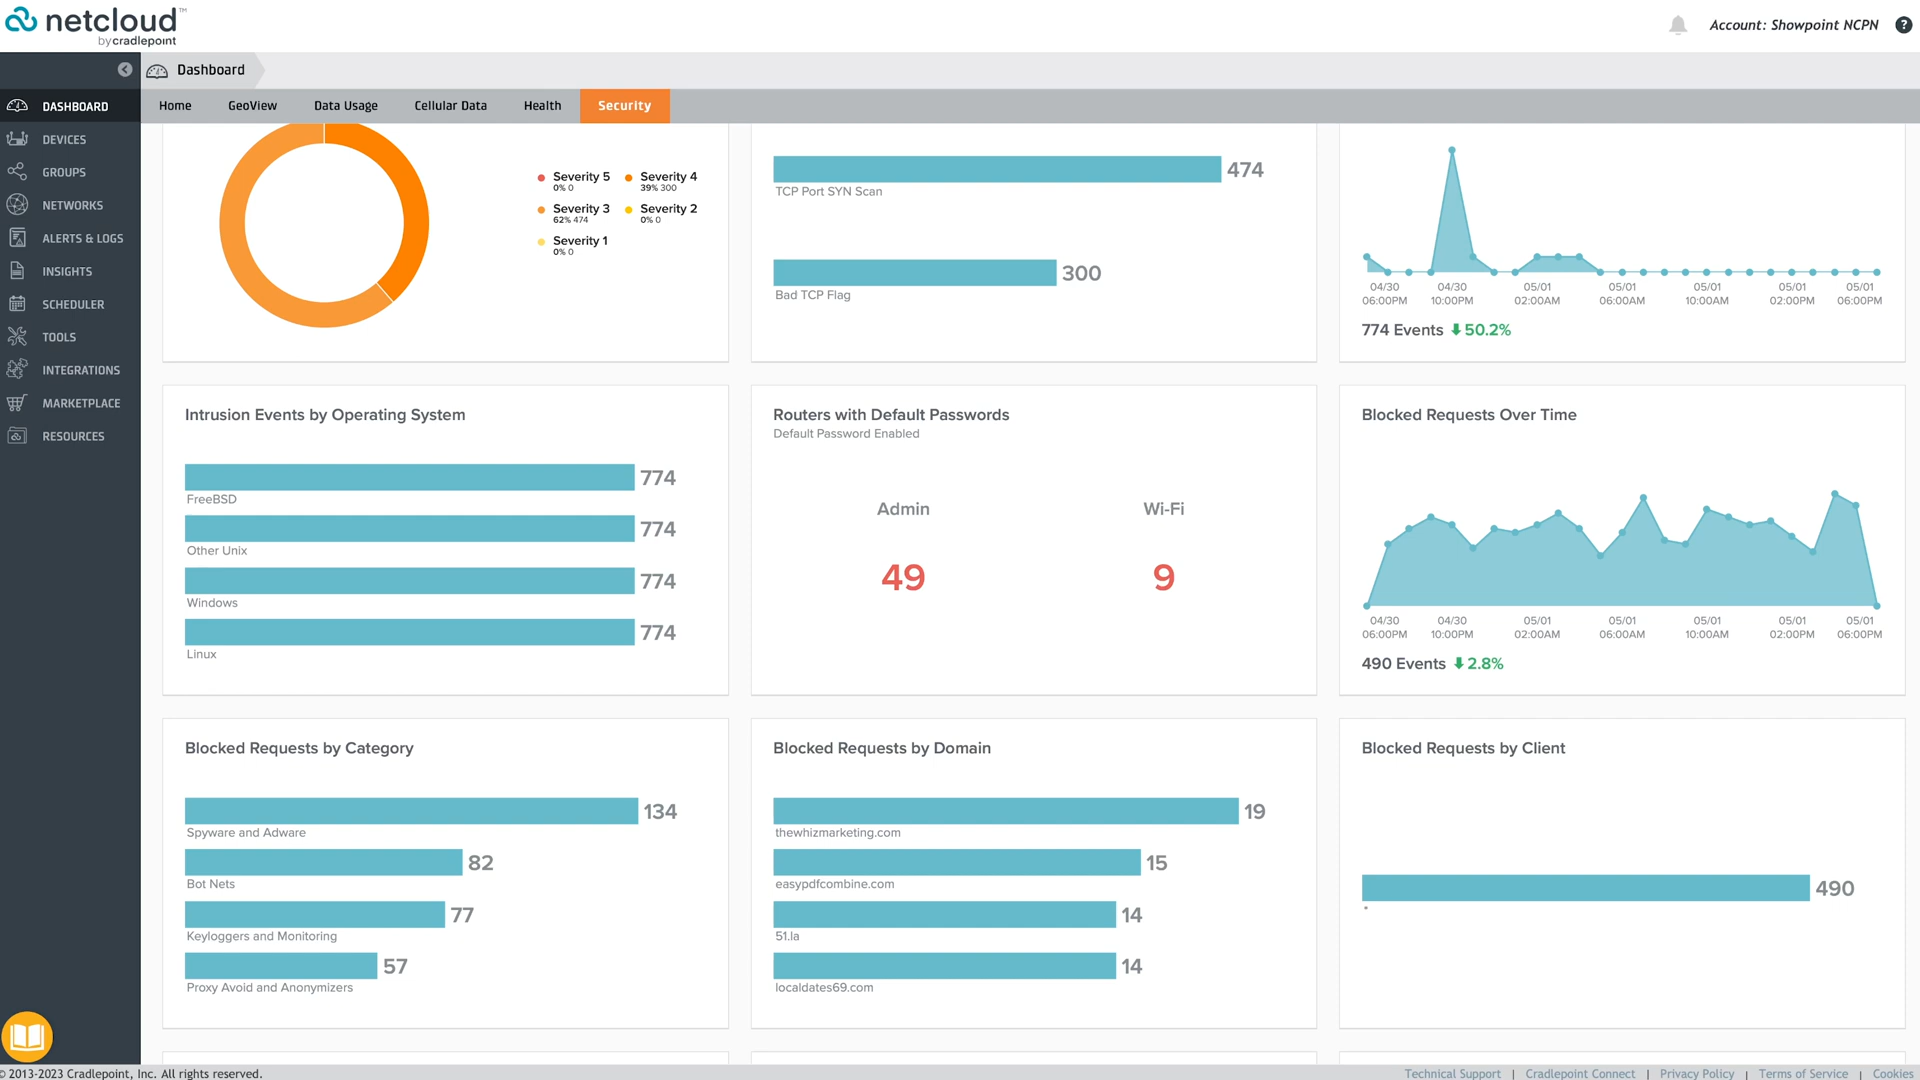 netcloud™
by cradlepoint
Account: Showpoint NCPN
?
Dashboard
DASHBOARD
DEVICES
GROUPS
NETWORKS
ALERTS & LOGS
INSIGHTS
SCHEDULER
TOOLS
INTEGRATIONS
MARKETPLACE
RESOURCES
Home
GeoView
Data Usage
Cellular Data
Health
Security
Severity 5
0% 0
Severity 4
39% 300
Severity 3
62% 474
Severity 2
0% 0
Severity 1
0% 0
474
TCP Port SYN Scan
300
Bad TCP Flag
04/30 04/30 05/01 05/01 05/01 05/01 05/01
06:00PM 10:00PM 02:00AM 06:00AM 10:00AM 02:00PM 06:00PM
774 Events 50.2%
Intrusion Events by Operating System
774
FreeBSD
774
Other Unix
774
Windows
774
Linux
Routers with Default Passwords
Default Password Enabled
Admin
49
Wi-Fi
9
Blocked Requests Over Time
04/30 04/30 05/01 05/01 05/01 05/01 05/01
06:00PM 10:00PM 02:00AM 06:00AM 10:00AM 02:00PM 06:00PM
490 Events 2.8%
Blocked Requests by Category
134
Spyware and Adware
82
Bot Nets
77
Keyloggers and Monitoring
57
Proxy Avoid and Anonymizers
Blocked Requests by Domain
19
thewhizmarketing.com
15
easypdfcombine.com
14
51.la
14
localdates69.com
Blocked Requests by Client
490
*
© 2013-2023 Cradlepoint, Inc. All rights reserved.
Technical Support | Cradlepoint Connect | Privacy Policy | Terms of Service | Cookies